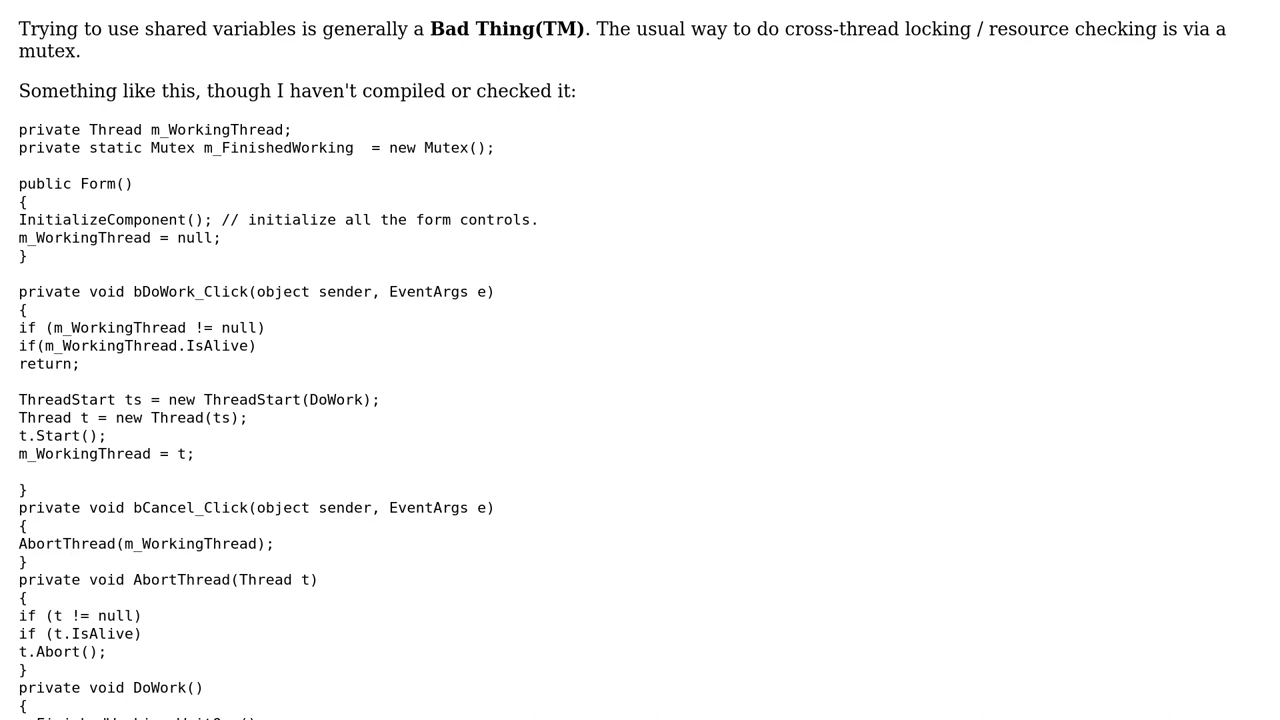 Trying to use shared variables is generally a Bad Thing(TM). The usual way to do cross-thread locking / resource checking is via a
mutex.
Something like this, though I haven't compiled or checked it:
private Thread m_WorkingThread;
private static Mutex m_FinishedWorking  = new Mutex();
public Form()
{
InitializeComponent(); // initialize all the form controls.
m_WorkingThread = null;
}
private void bDoWork_Click(object sender, EventArgs e)
{
if (m_WorkingThread != null)
if(m_WorkingThread.IsAlive)
return;
ThreadStart ts = new ThreadStart(DoWork);
Thread t = new Thread(ts);
t.Start();
m_WorkingThread = t;
}
private void bCancel_Click(object sender, EventArgs e)
{
AbortThread(m_WorkingThread);
}
private void AbortThread(Thread t)
{
if (t != null)
if (t.IsAlive)
t.Abort();
}
private void DoWork()
{